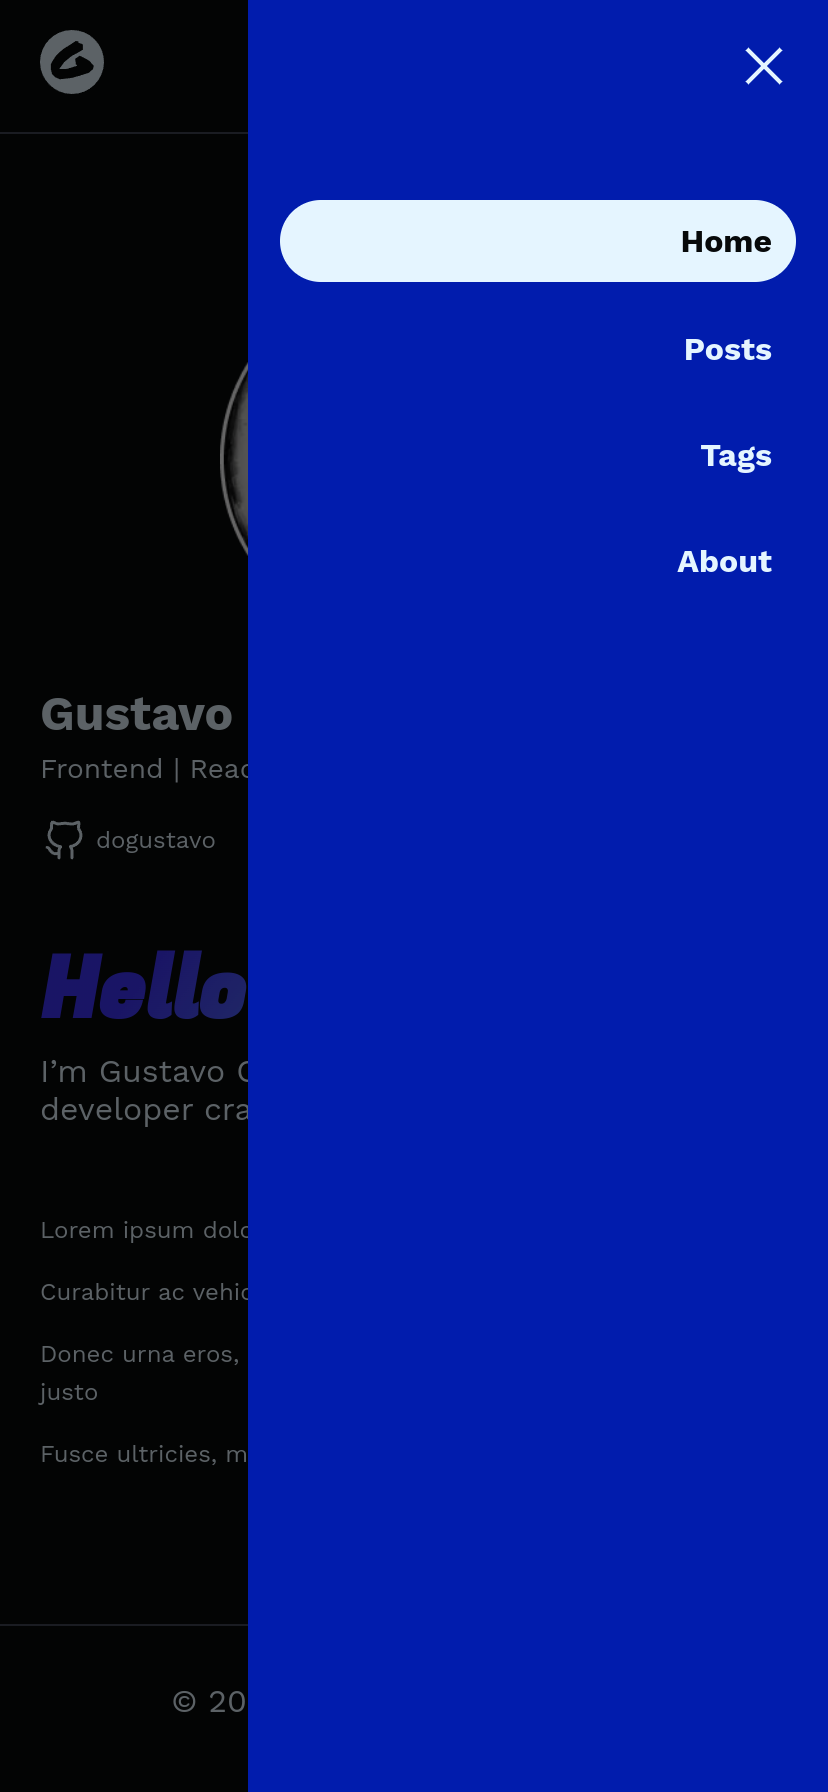 Home
Posts
Tags
About
Gustavo
Frontend | Reac
dogustavo
Hello
I’m Gustavo
developer cra
Lorem ipsum dolo
Curabitur ac vehic
Donec urna eros,
justo
Fusce ultricies, m
© 20